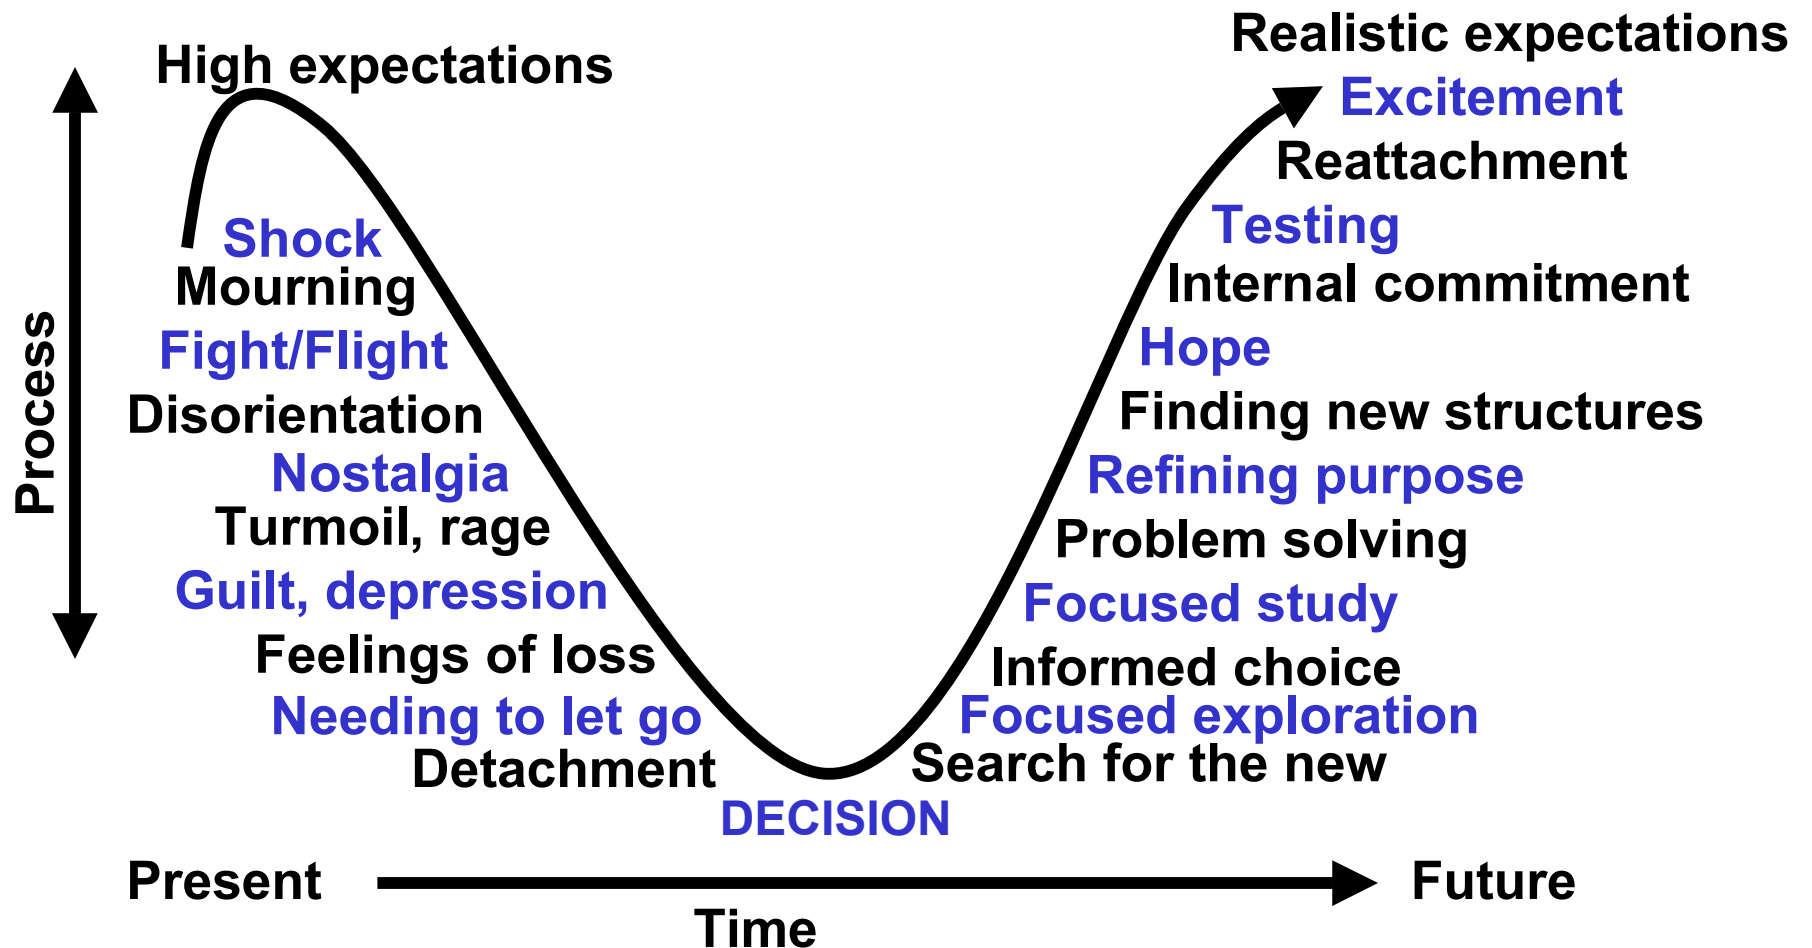 High expectations
Shock
Mourning
Fight/Flight
Disorientation
Nostalgia
Turmoil, rage
Guilt, depression
Feelings of loss
Needing to let go
Detachment
DECISION
Realistic expectations
Excitement
Reattachment
Testing
Internal commitment
Hope
Finding new structures
Refining purpose
Problem solving
Focused study
Informed choice
Focused exploration
Search for the new
Process
Present
Future
Time